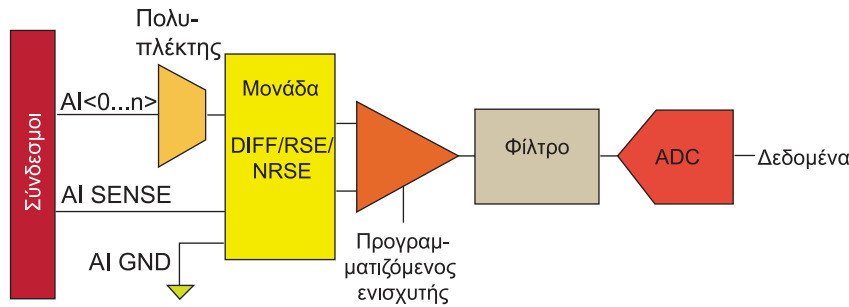 Πολυ-
πλέκτης
Σύνδεσμοι
AI<0...n>
AI SENSE
AI GND
Μονάδα
DIFF/RSE/
NRSE
Προγραμ-
ματιζόμενος
ενισχυτής
Φίλτρο
ADC
Δεδομένα